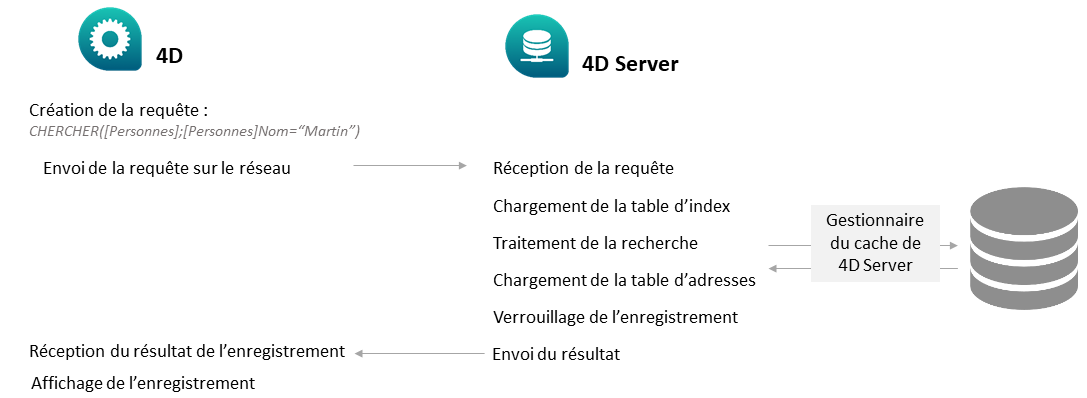 4D
4D Server
Création de la requête :
CHERCHER([Personnes];[Personnes]Nom=“Martin”)
Envoi de la requête sur le réseau
Réception de la requête
Chargement de la table d’index
Traitement de la recherche
Chargement de la table d’adresses
Verrouillage de l’enregistrement
Envoi du résultat
Gestionnaire
du cache de
4D Server
Réception du résultat de l’enregistrement
Affichage de l’enregistrement